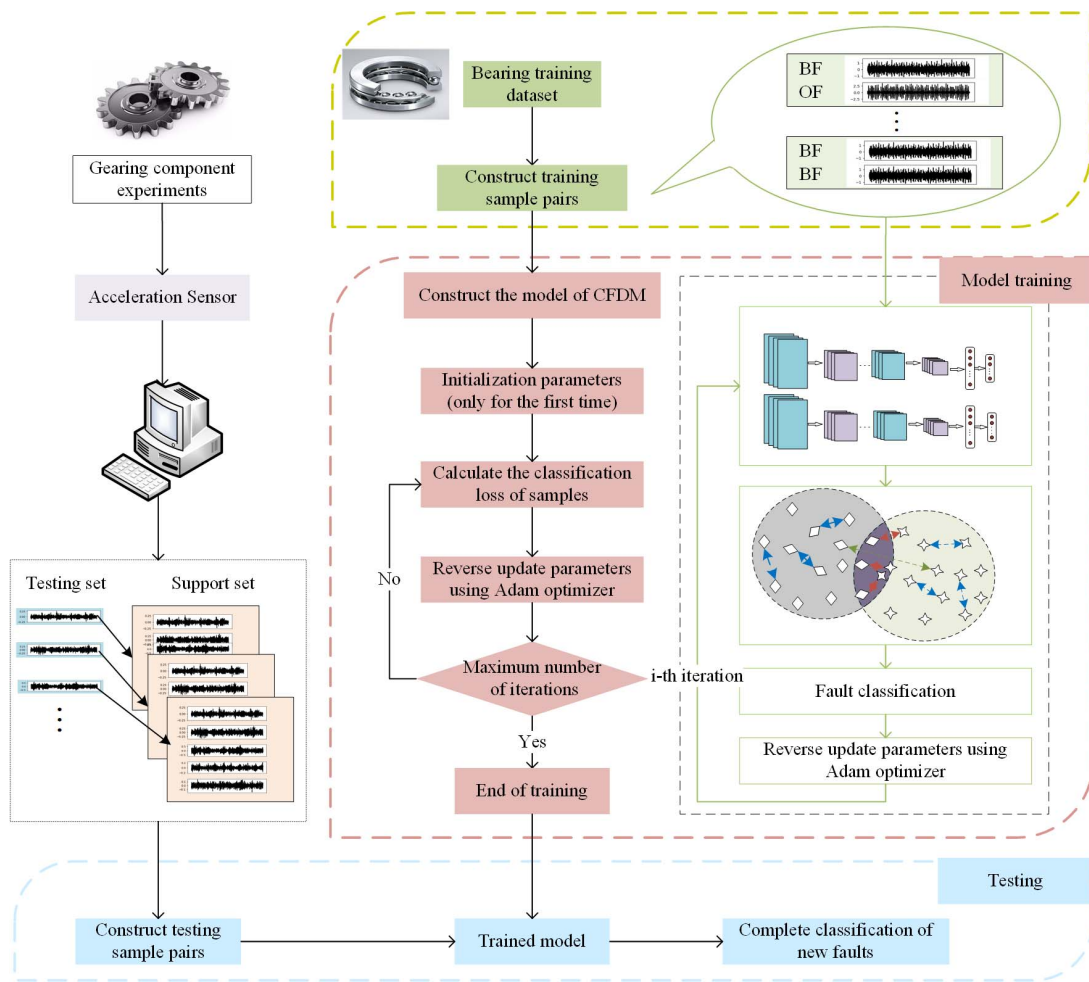 Gearing component
experiments
Acceleration Sensor
Testing set
Support set
Bearing training
dataset
Construct training
sample pairs
BF
OF
BF
BF
Model training
Construct the model of CFDM
Initialization parameters
(only for the first time)
Calculate the classification
loss of samples
Reverse update parameters
using Adam optimizer
No
Maximum number
of iterations
Yes
End of training
i-th iteration
Fault classification
Reverse update parameters using
Adam optimizer
Testing
Construct testing
sample pairs
Trained model
Complete classification of
new faults